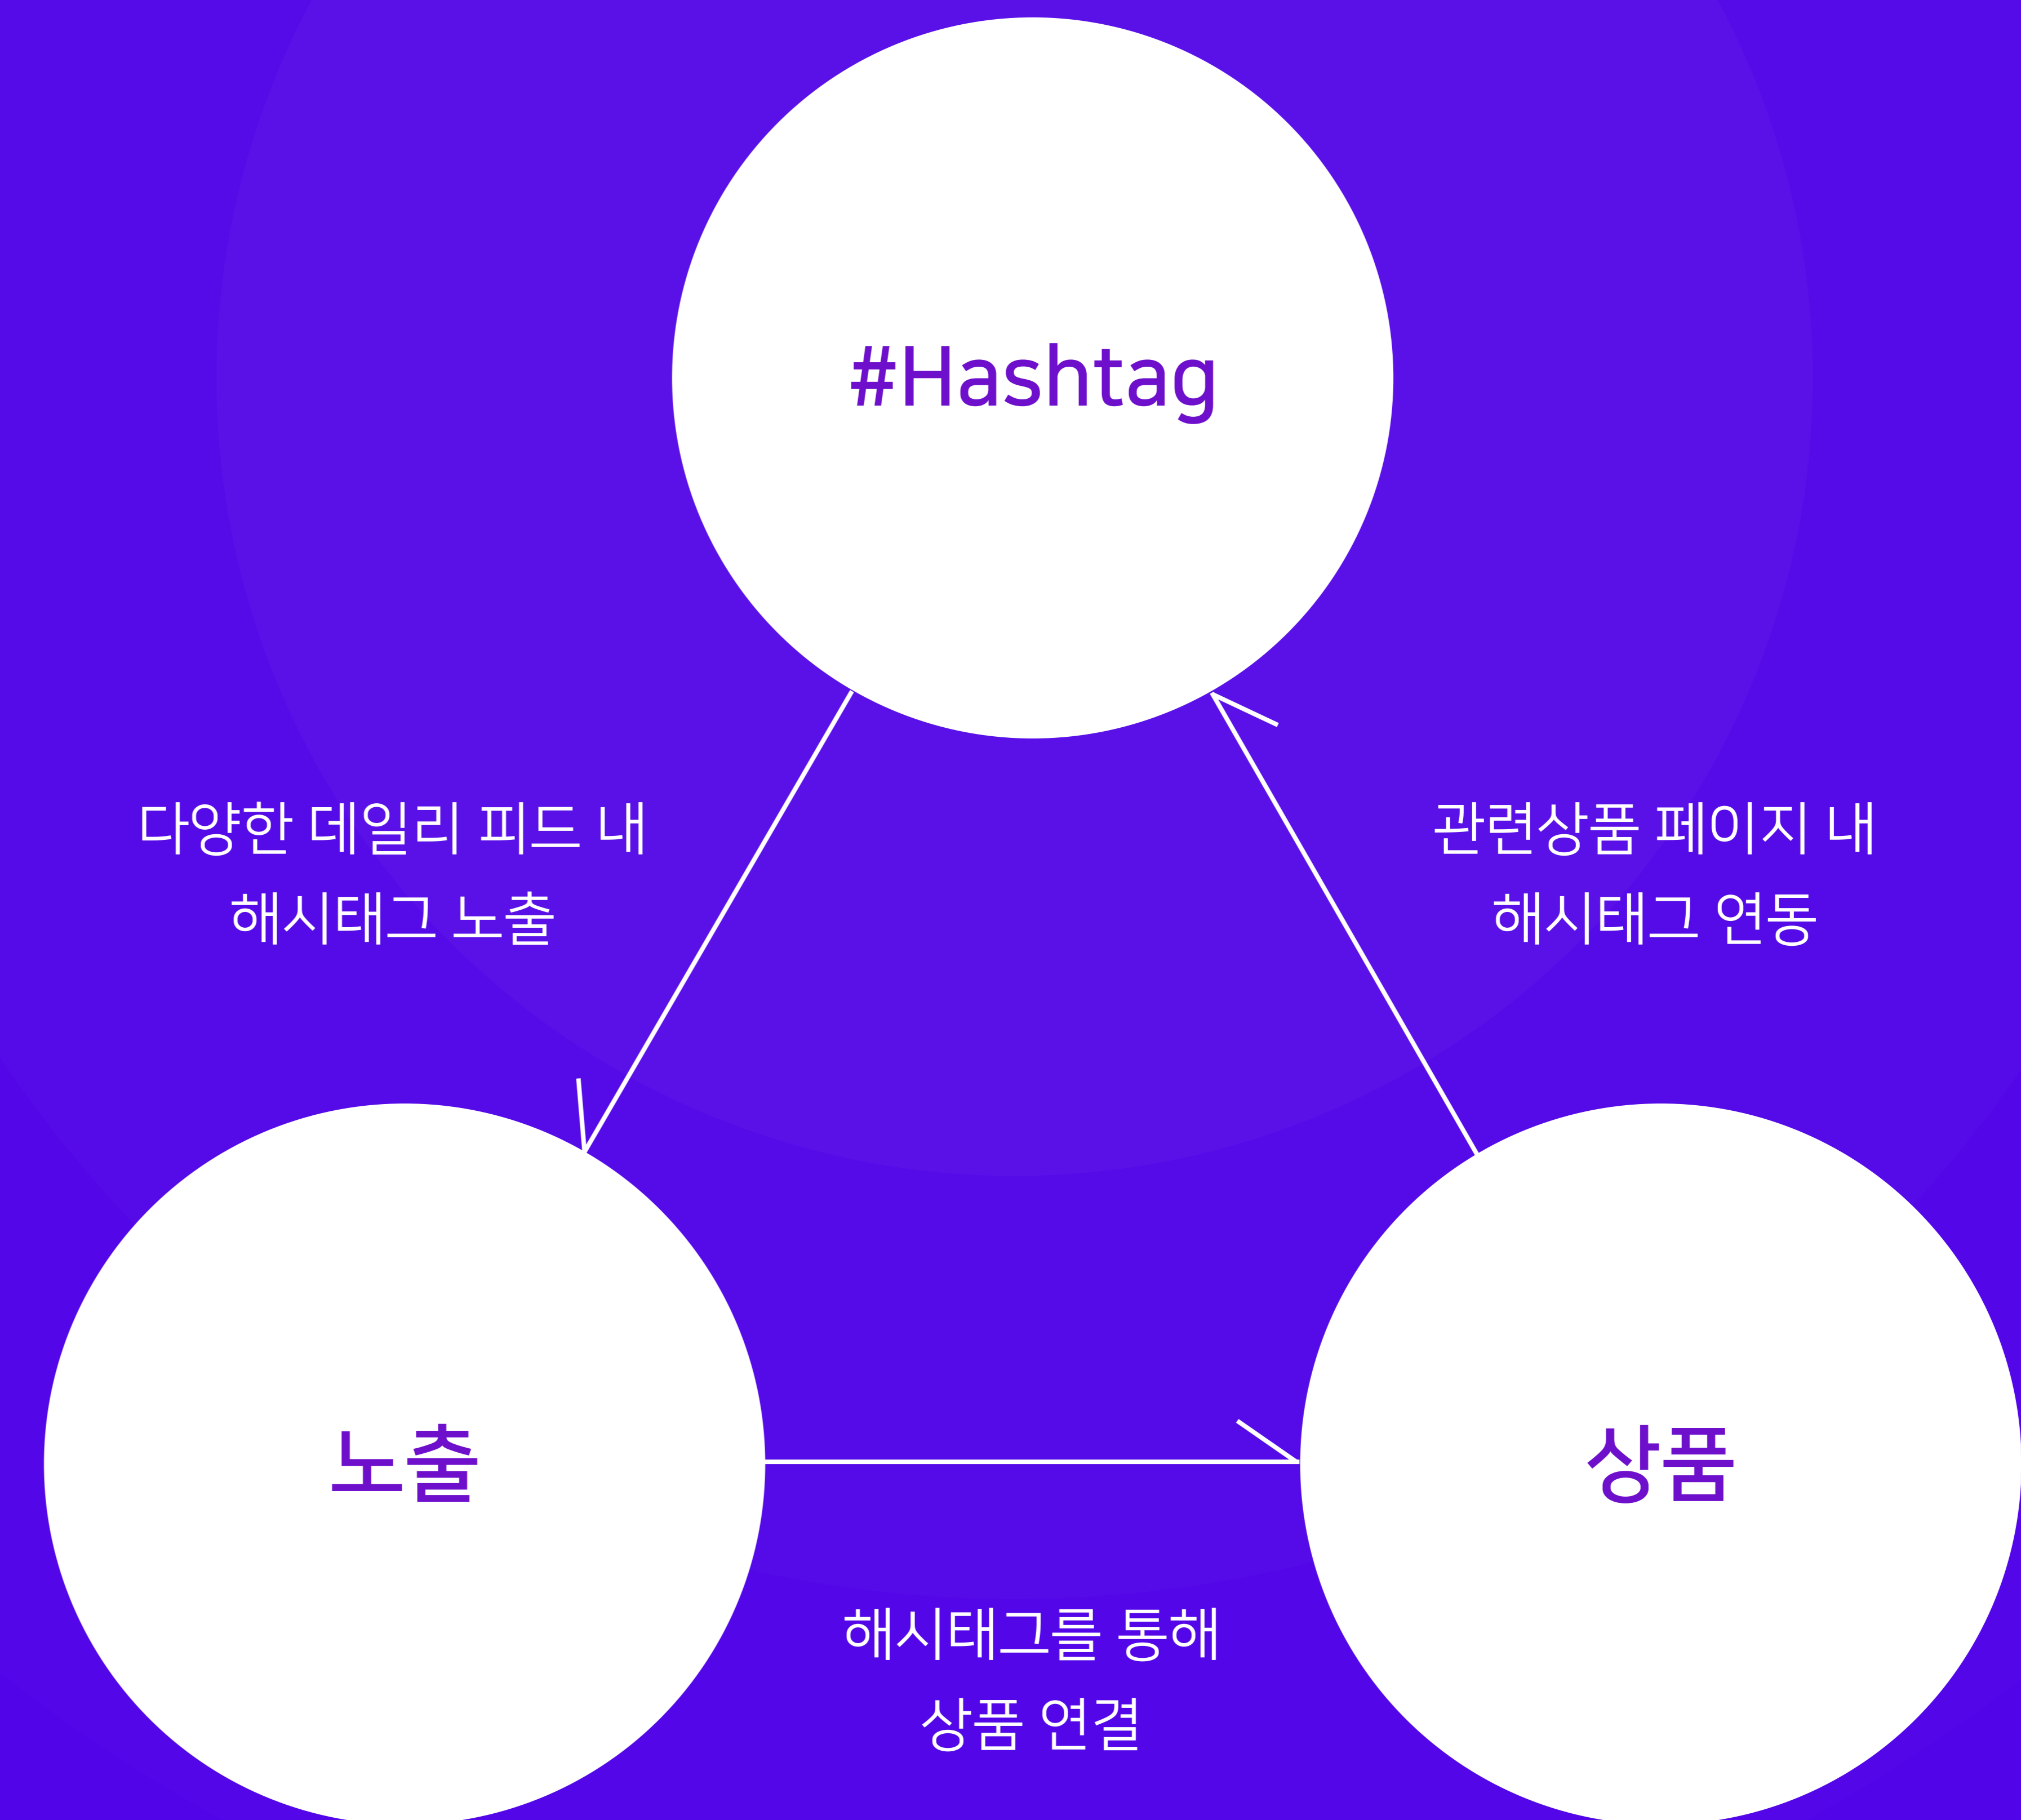 #Hashtag
다양한 데일리 피드 내
해시태그 노출
관련상품 페이지 내
해시태그 연동
노출
상품
해시태그를 통해
상품 연결